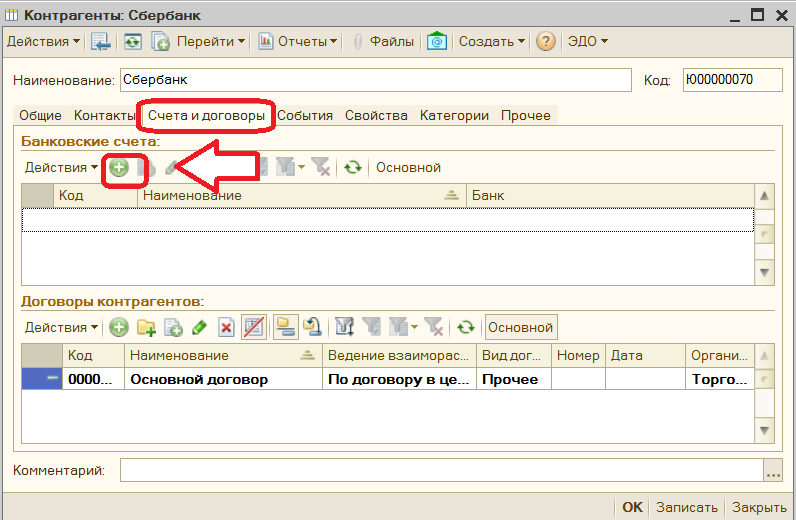 Контрагенты: Сбербанк
Действия Перейти Отчеты Файлы Создать ЭДО
Наименование: Сбербанк Код: Ю00000070
Общие Контакты Счета и договоры События Свойства Категории Прочее
Банковские счета:
Действия Основной
Код Наименование Банк
Договоры контрагентов:
Действия Основной
Код Наименование Ведение взаиморас... Вид дог... Номер Дата Органи...
0000... Основной договор По договору в це... Прочее Торго...
Комментарий: ...
OK Записать Закрыть